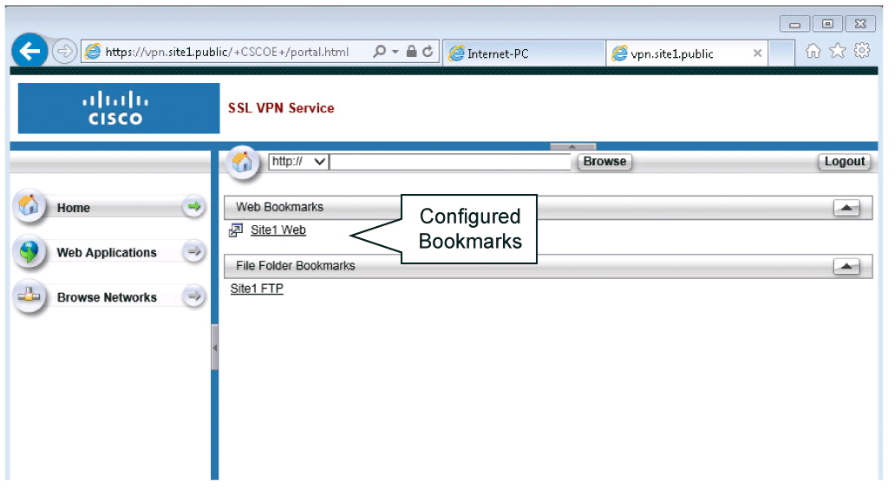 https://vpn.site1.public/+CSCOE+/portal.html
Internet-PC
vpn.site1.public
CISCO
SSL VPN Service
http://
Browse
Logout
Home
Web Applications
Browse Networks
Web Bookmarks
Site1 Web
Configured
Bookmarks
File Folder Bookmarks
Site1 FTP